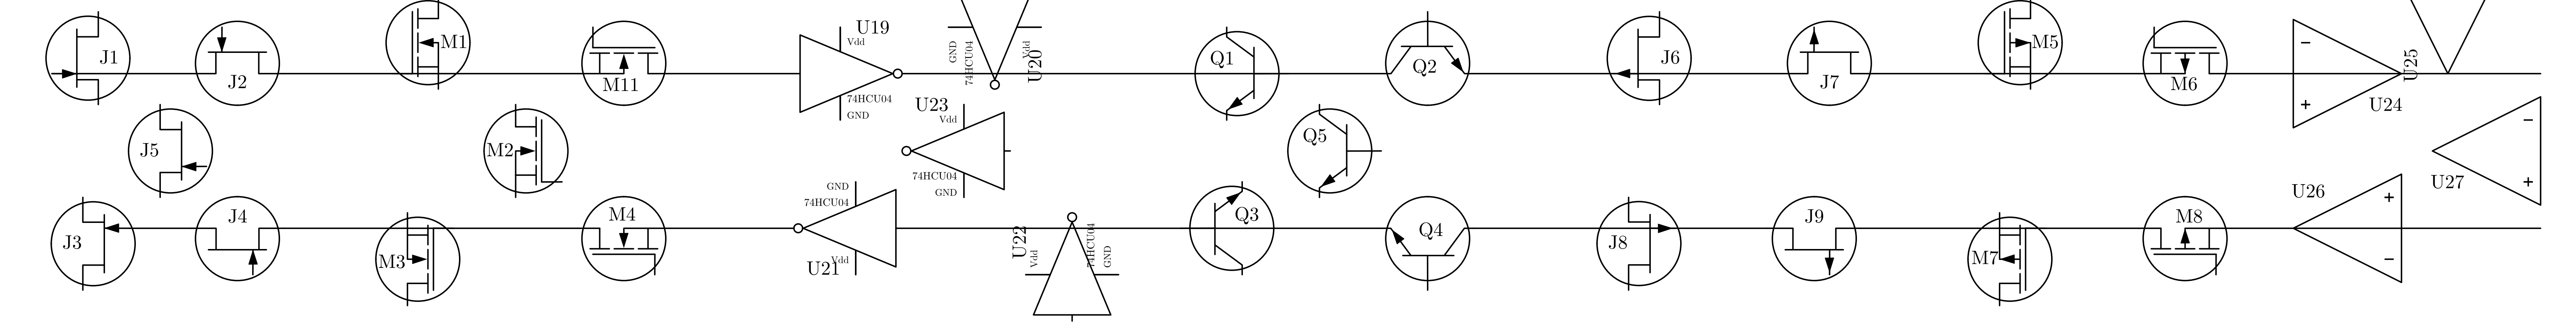 J1
J2
M1
M11
U19
Vdd
74HCU04
GND
GND
74HCU04
Vdd
U20
Q1
Q2
J6
J7
M5
M6
−
+
U24
U25
J5
M2
U23
Vdd
74HCU04
GND
Q5
−
+
U27
J3
J4
M3
M4
GND
74HCU04
Vdd
U21
U22
Vdd
74HCU04
GND
Q3
Q4
J8
J9
M7
M8
U26
+
−